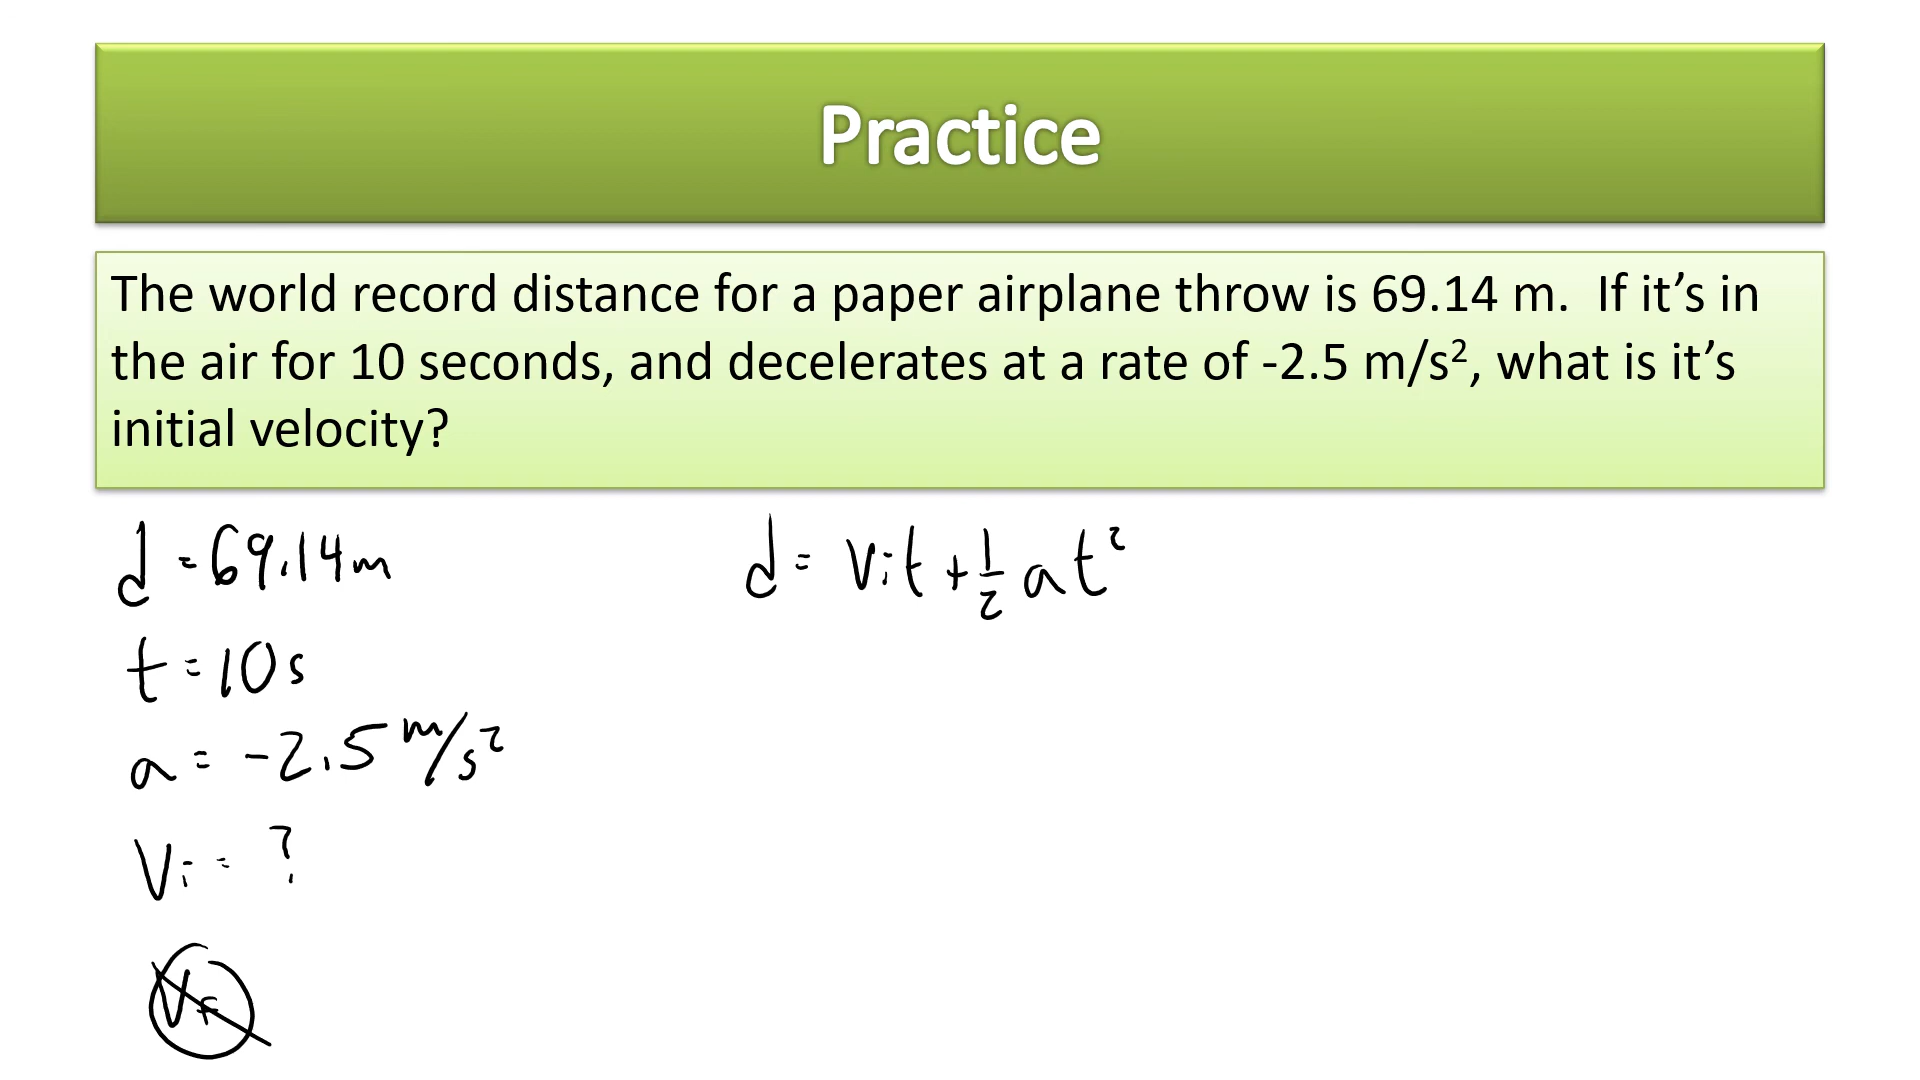 Practice
The world record distance for a paper airplane throw is 69.14 m.  If it’s in
the air for 10 seconds, and decelerates at a rate of -2.5 m/s², what is it’s
initial velocity?
d = 69.14m
d = Vit + 1/2 at²
t = 10s
a = -2.5 m/s²
Vi = ?
VF